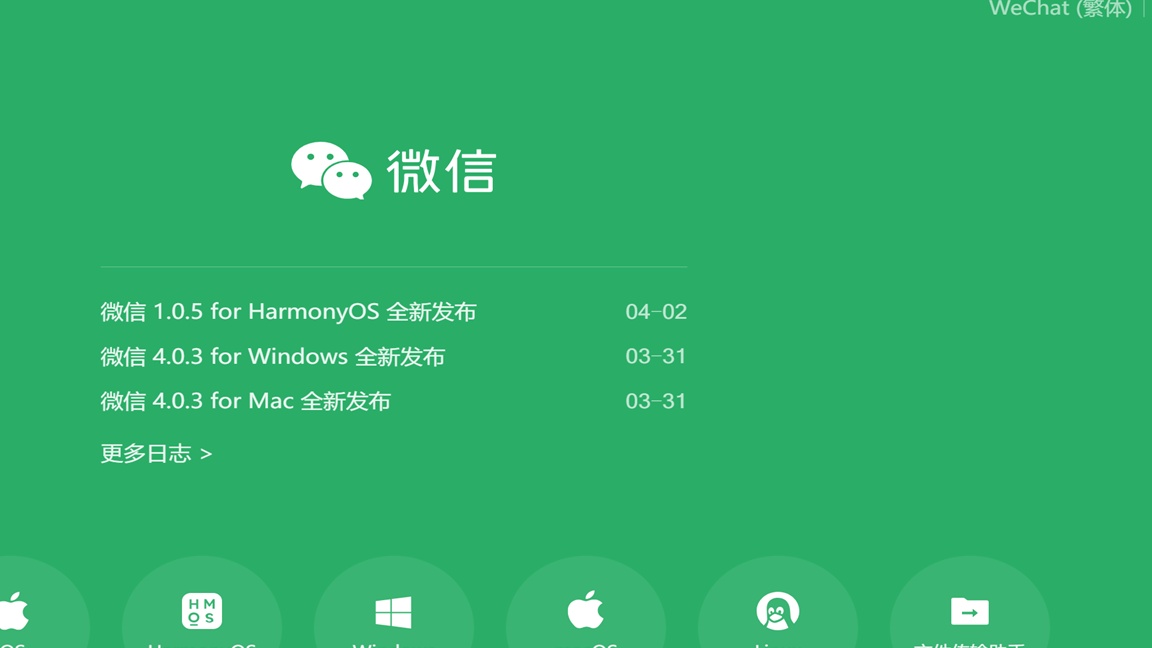 WeChat (繁体)
微信
微信 1.0.5 for HarmonyOS 全新发布 04-02
微信 4.0.3 for Windows 全新发布 03-31
微信 4.0.3 for Mac 全新发布 03-31
更多日志 >
HM
OS